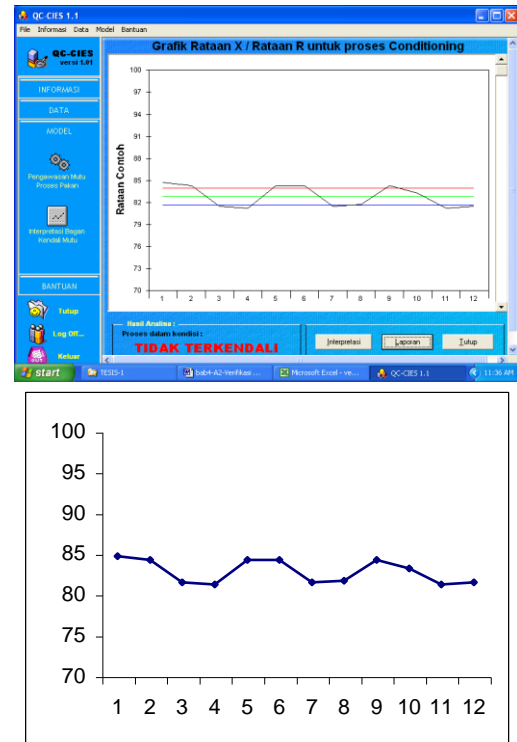 QC-CIES 1.1
File Informasi Data Model Bantuan
QC-CIES
versi 1.01
INFORMASI
DATA
MODEL
Pengawasan Mutu
Proses Pakan
Interpretasi Bagan
Kendali Mutu
BANTUAN
Tutup
Log Off...
Keluar
Grafik Rataan X / Rataan R untuk proses Conditioning
Rataan Contoh
100
97
94
91
88
85
82
79
76
73
70
1 2 3 4 5 6 7 8 9 10 11 12
Hasil Analisa :
Proses dalam kondisi :
TIDAK TERKENDALI
Interpretasi Laporan Tutup
start TESIS-1 bab4-A2-Verifikasi ... Microsoft Excel - ve... QC-CIES 1.1 11:36 AM
100
95
90
85
80
75
70
1 2 3 4 5 6 7 8 9 10 11 12